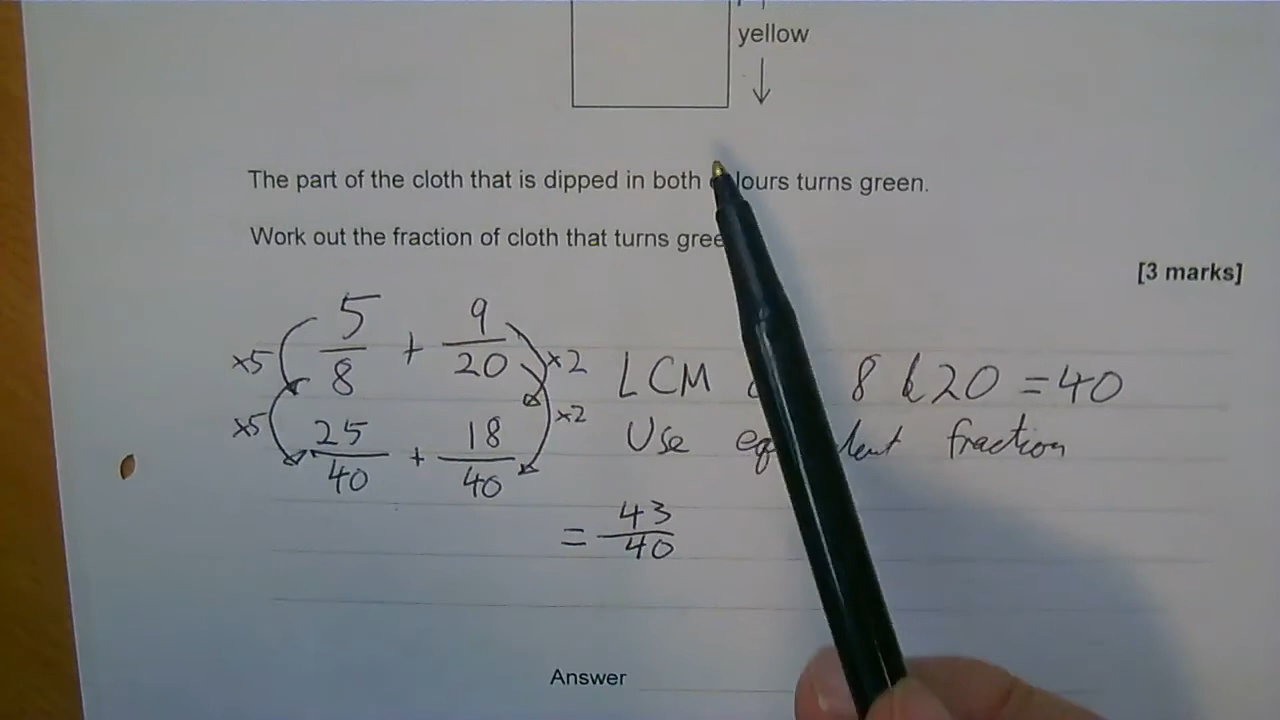 yellow
The part of the cloth that is dipped in both lours turns green.
Work out the fraction of cloth that turns gree
[3 marks]
×5 5/8 + 9/20 ×2 LCM 8 & 20 = 40
×5 25/40 + 18/40 ×2 Use fraction
= 43/40
Answer